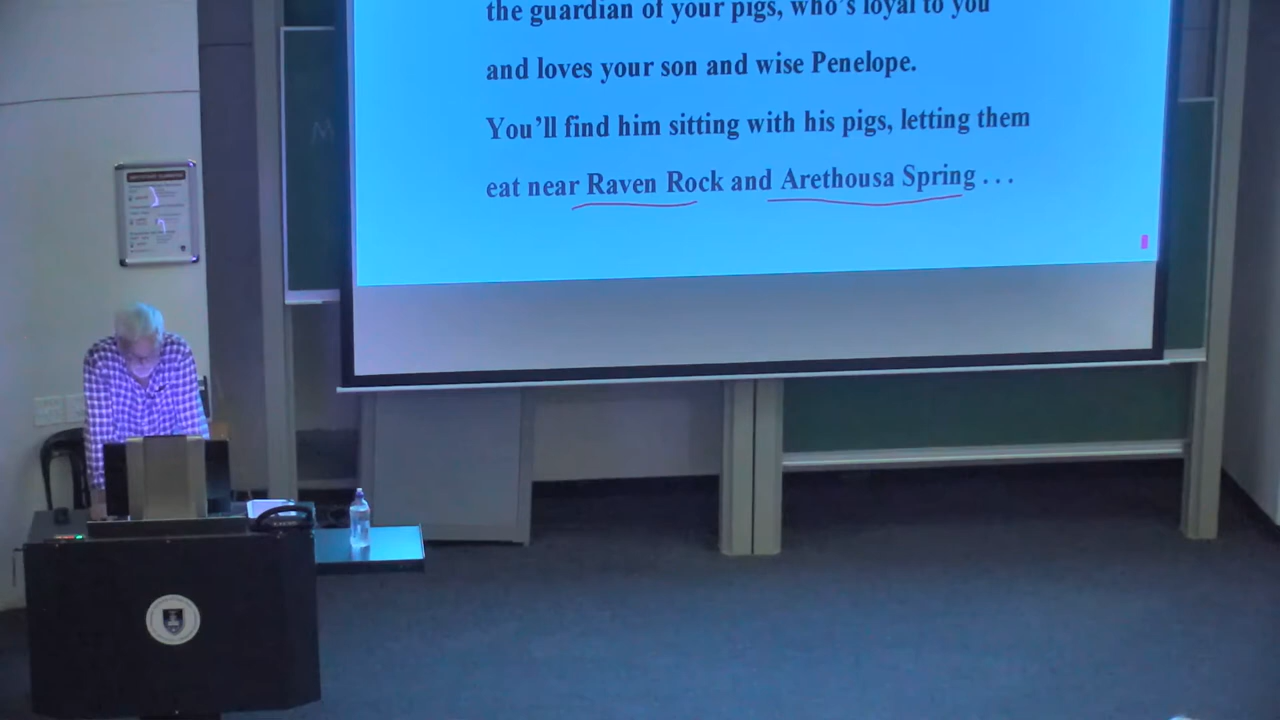 the guardian of your pigs, who's loyal to you
and loves your son and wise Penelope.
You'll find him sitting with his pigs, letting them
eat near Raven Rock and Arethousa Spring . . .